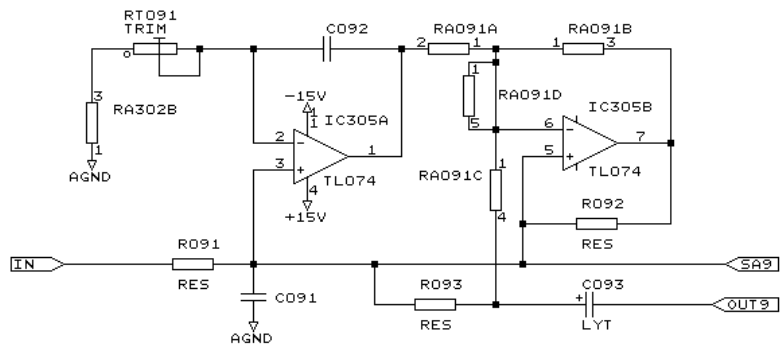 RT091
TRIM
C092
RA091A
2 1
RA091B
1 3
3
RA302B
1
AGND
-15V
1
1
IC305A
2 -
3 +
1
TL074
4
+15V
1
RA091D
5
IC305B
6 -
5 +
7
TL074
1
RA091C
4
R092
RES
IN
R091
RES
SA9
C091
AGND
R093
RES
+
C093
LYT
OUT9